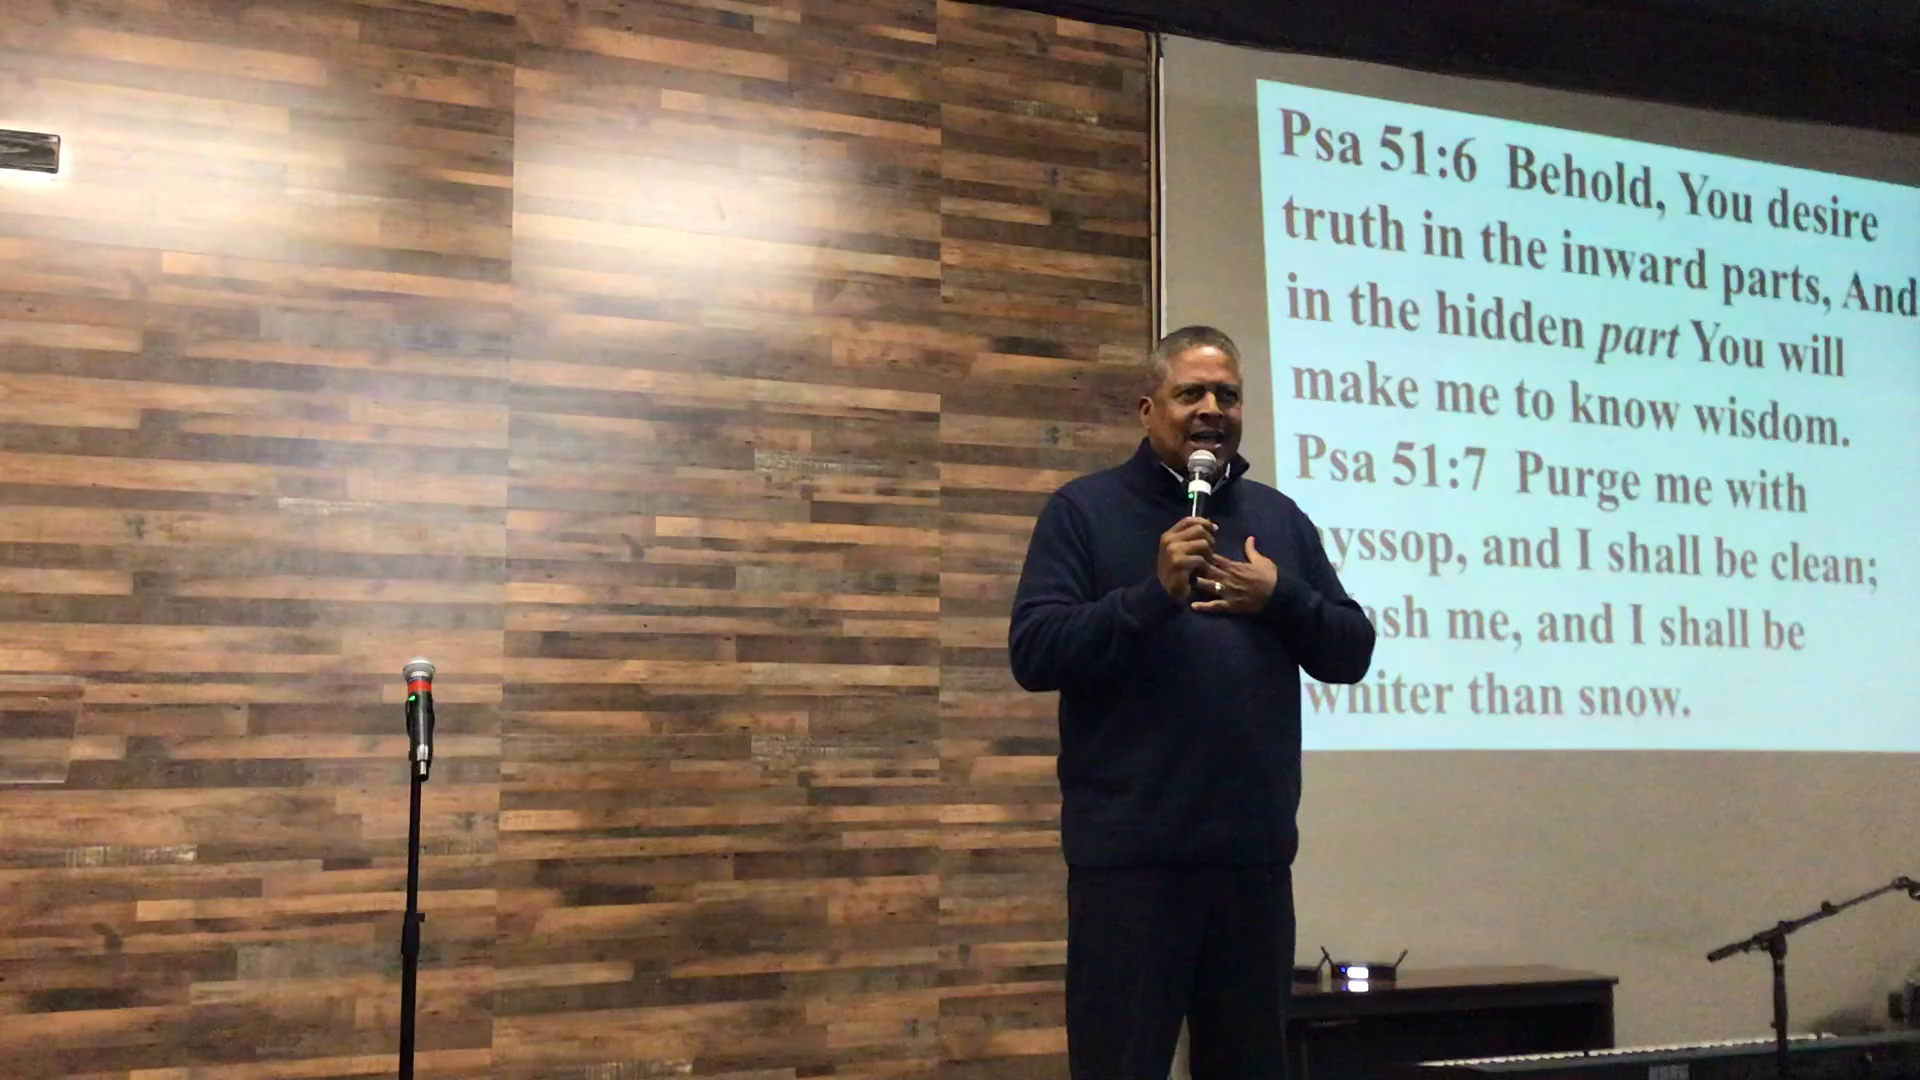 Psa 51:6 Behold, You desire
truth in the inward parts, And
in the hidden part You will
make me to know wisdom.
Psa 51:7 Purge me with
yssop, and I shall be clean;
ash me, and I shall be
whiter than snow.